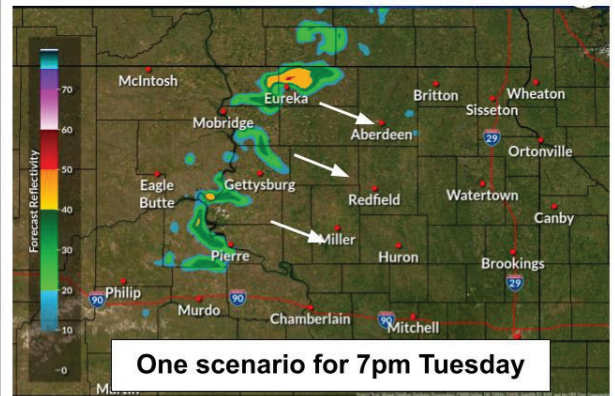 McIntosh
Eureka
Britton
Wheaton
Sisseton
Mobridge
Aberdeen
29
Ortonville
Eagle
Butte
Gettysburg
Redfield
Watertown
Canby
Miller
Pierre
Huron
Brookings
29
Philip
90
Murdo
90
Chamberlain
90
Mitchell
Forecast Reflectivity
70
60
50
40
30
20
10
0
One scenario for 7pm Tuesday